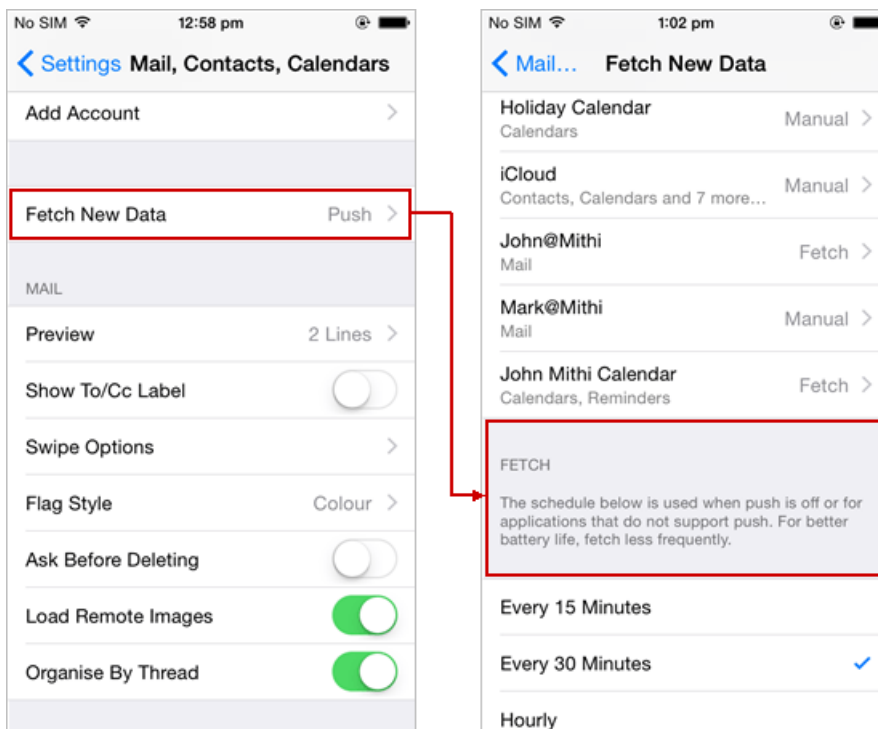 No SIM 12:58 pm
Settings Mail, Contacts, Calendars
Add Account
Fetch New Data Push
MAIL
Preview 2 Lines
Show To/Cc Label
Swipe Options
Flag Style Colour
Ask Before Deleting
Load Remote Images
Organise By Thread
No SIM 1:02 pm
Mail... Fetch New Data
Holiday Calendar Manual
Calendars
iCloud Manual
Contacts, Calendars and 7 more...
John@Mithi Fetch
Mail
Mark@Mithi Manual
Mail
John Mithi Calendar Fetch
Calendars, Reminders
FETCH
The schedule below is used when push is off or for
applications that do not support push. For better
battery life, fetch less frequently.
Every 15 Minutes
Every 30 Minutes
Hourly